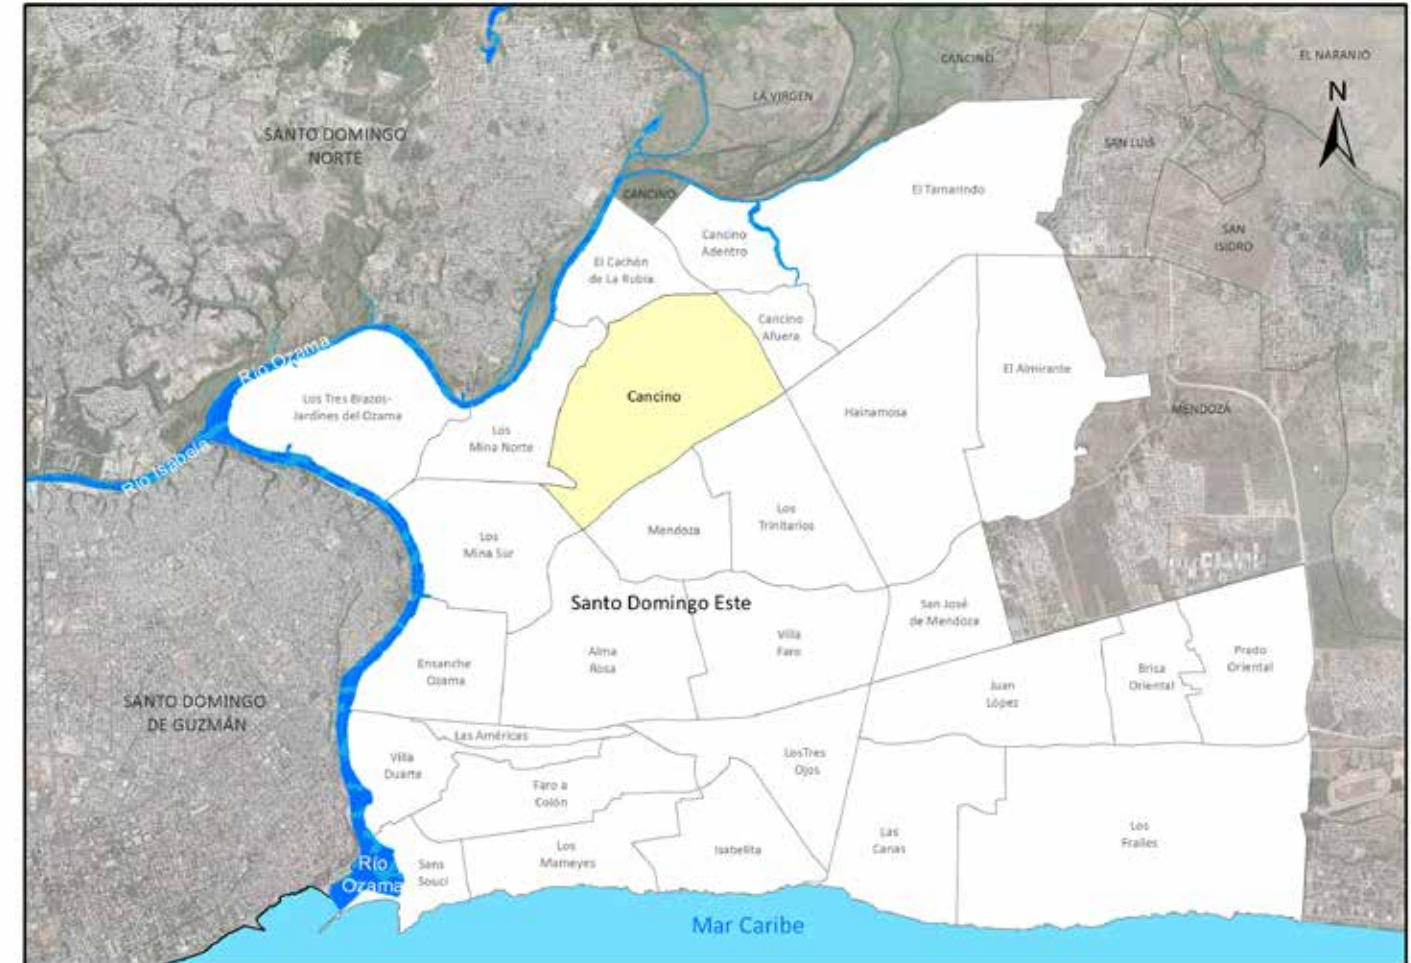 CANCINO
EL NARANJO
N
LA VIRGEN
SANTO DOMINGO
NORTE
SAN LUIS
CANCINO
El Tamarindo
SAN
ISIDRO
Cancino
Adentro
El Cachón
de La Rubia
Cancino
Afuera
Río Ozama
El Almirante
Los Tres Brazos-
Jardines del Ozama
Cancino
Hainamosa
MENDOZA
Los
Mina Norte
Río Isabela
Los
Trinitarios
Mendoza
Los
Mina Sur
Santo Domingo Este
San José
de Mendoza
Villa
Faro
Alma
Rosa
Ensanche
Ozama
Prado
Oriental
Brisa
Oriental
Juan
López
SANTO DOMINGO
DE GUZMÁN
Las Américas
Villa
Duarte
Los Tres
Ojos
Faro a
Colón
Las
Canas
Los
Frailes
Los
Mameyes
Isabelita
Sans
Souci
Río
Ozama
Mar Caribe